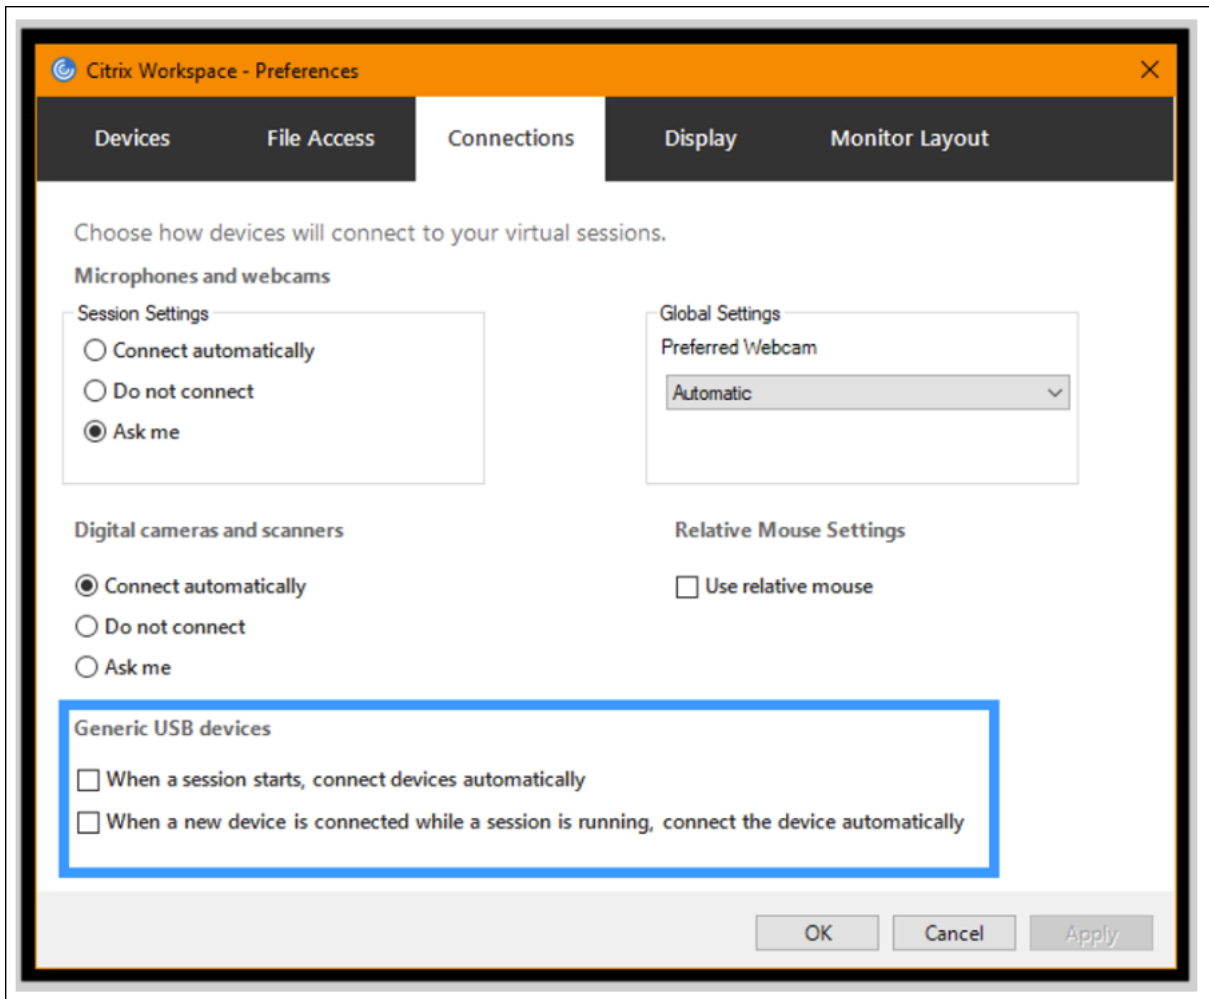 Citrix Workspace - Preferences
Devices
File Access
Connections
Display
Monitor Layout
Choose how devices will connect to your virtual sessions.
Microphones and webcams
Session Settings
Connect automatically
Do not connect
Ask me
Global Settings
Preferred Webcam
Automatic
Digital cameras and scanners
Connect automatically
Do not connect
Ask me
Relative Mouse Settings
Use relative mouse
Generic USB devices
When a session starts, connect devices automatically
When a new device is connected while a session is running, connect the device automatically
OK
Cancel
Apply